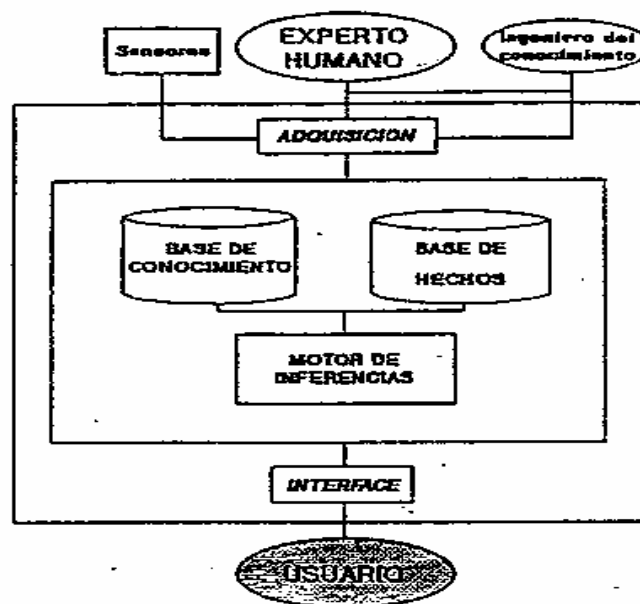 Sensores
EXPERTO
HUMANO
Ingeniero del
conocimiento
ADQUISICION
BASE DE
CONOCIMIENTO
BASE DE
HECHOS
MOTOR DE
INFERENCIAS
INTERFACE
USUARIO